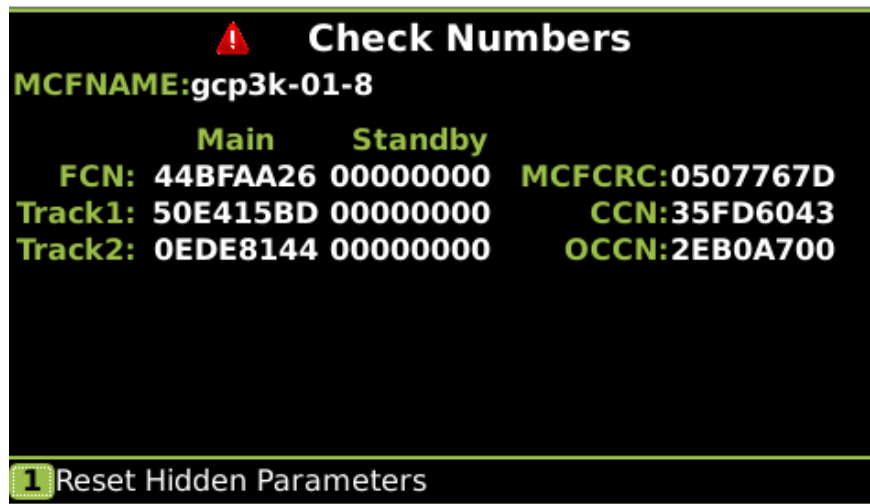 Check Numbers
MCFNAME:gcp3k-01-8
Main Standby
FCN: 44BFAA26 00000000 MCFCRC:0507767D
Track1: 50E415BD 00000000 CCN:35FD6043
Track2: 0EDE8144 00000000 OCCN:2EB0A700
1 Reset Hidden Parameters